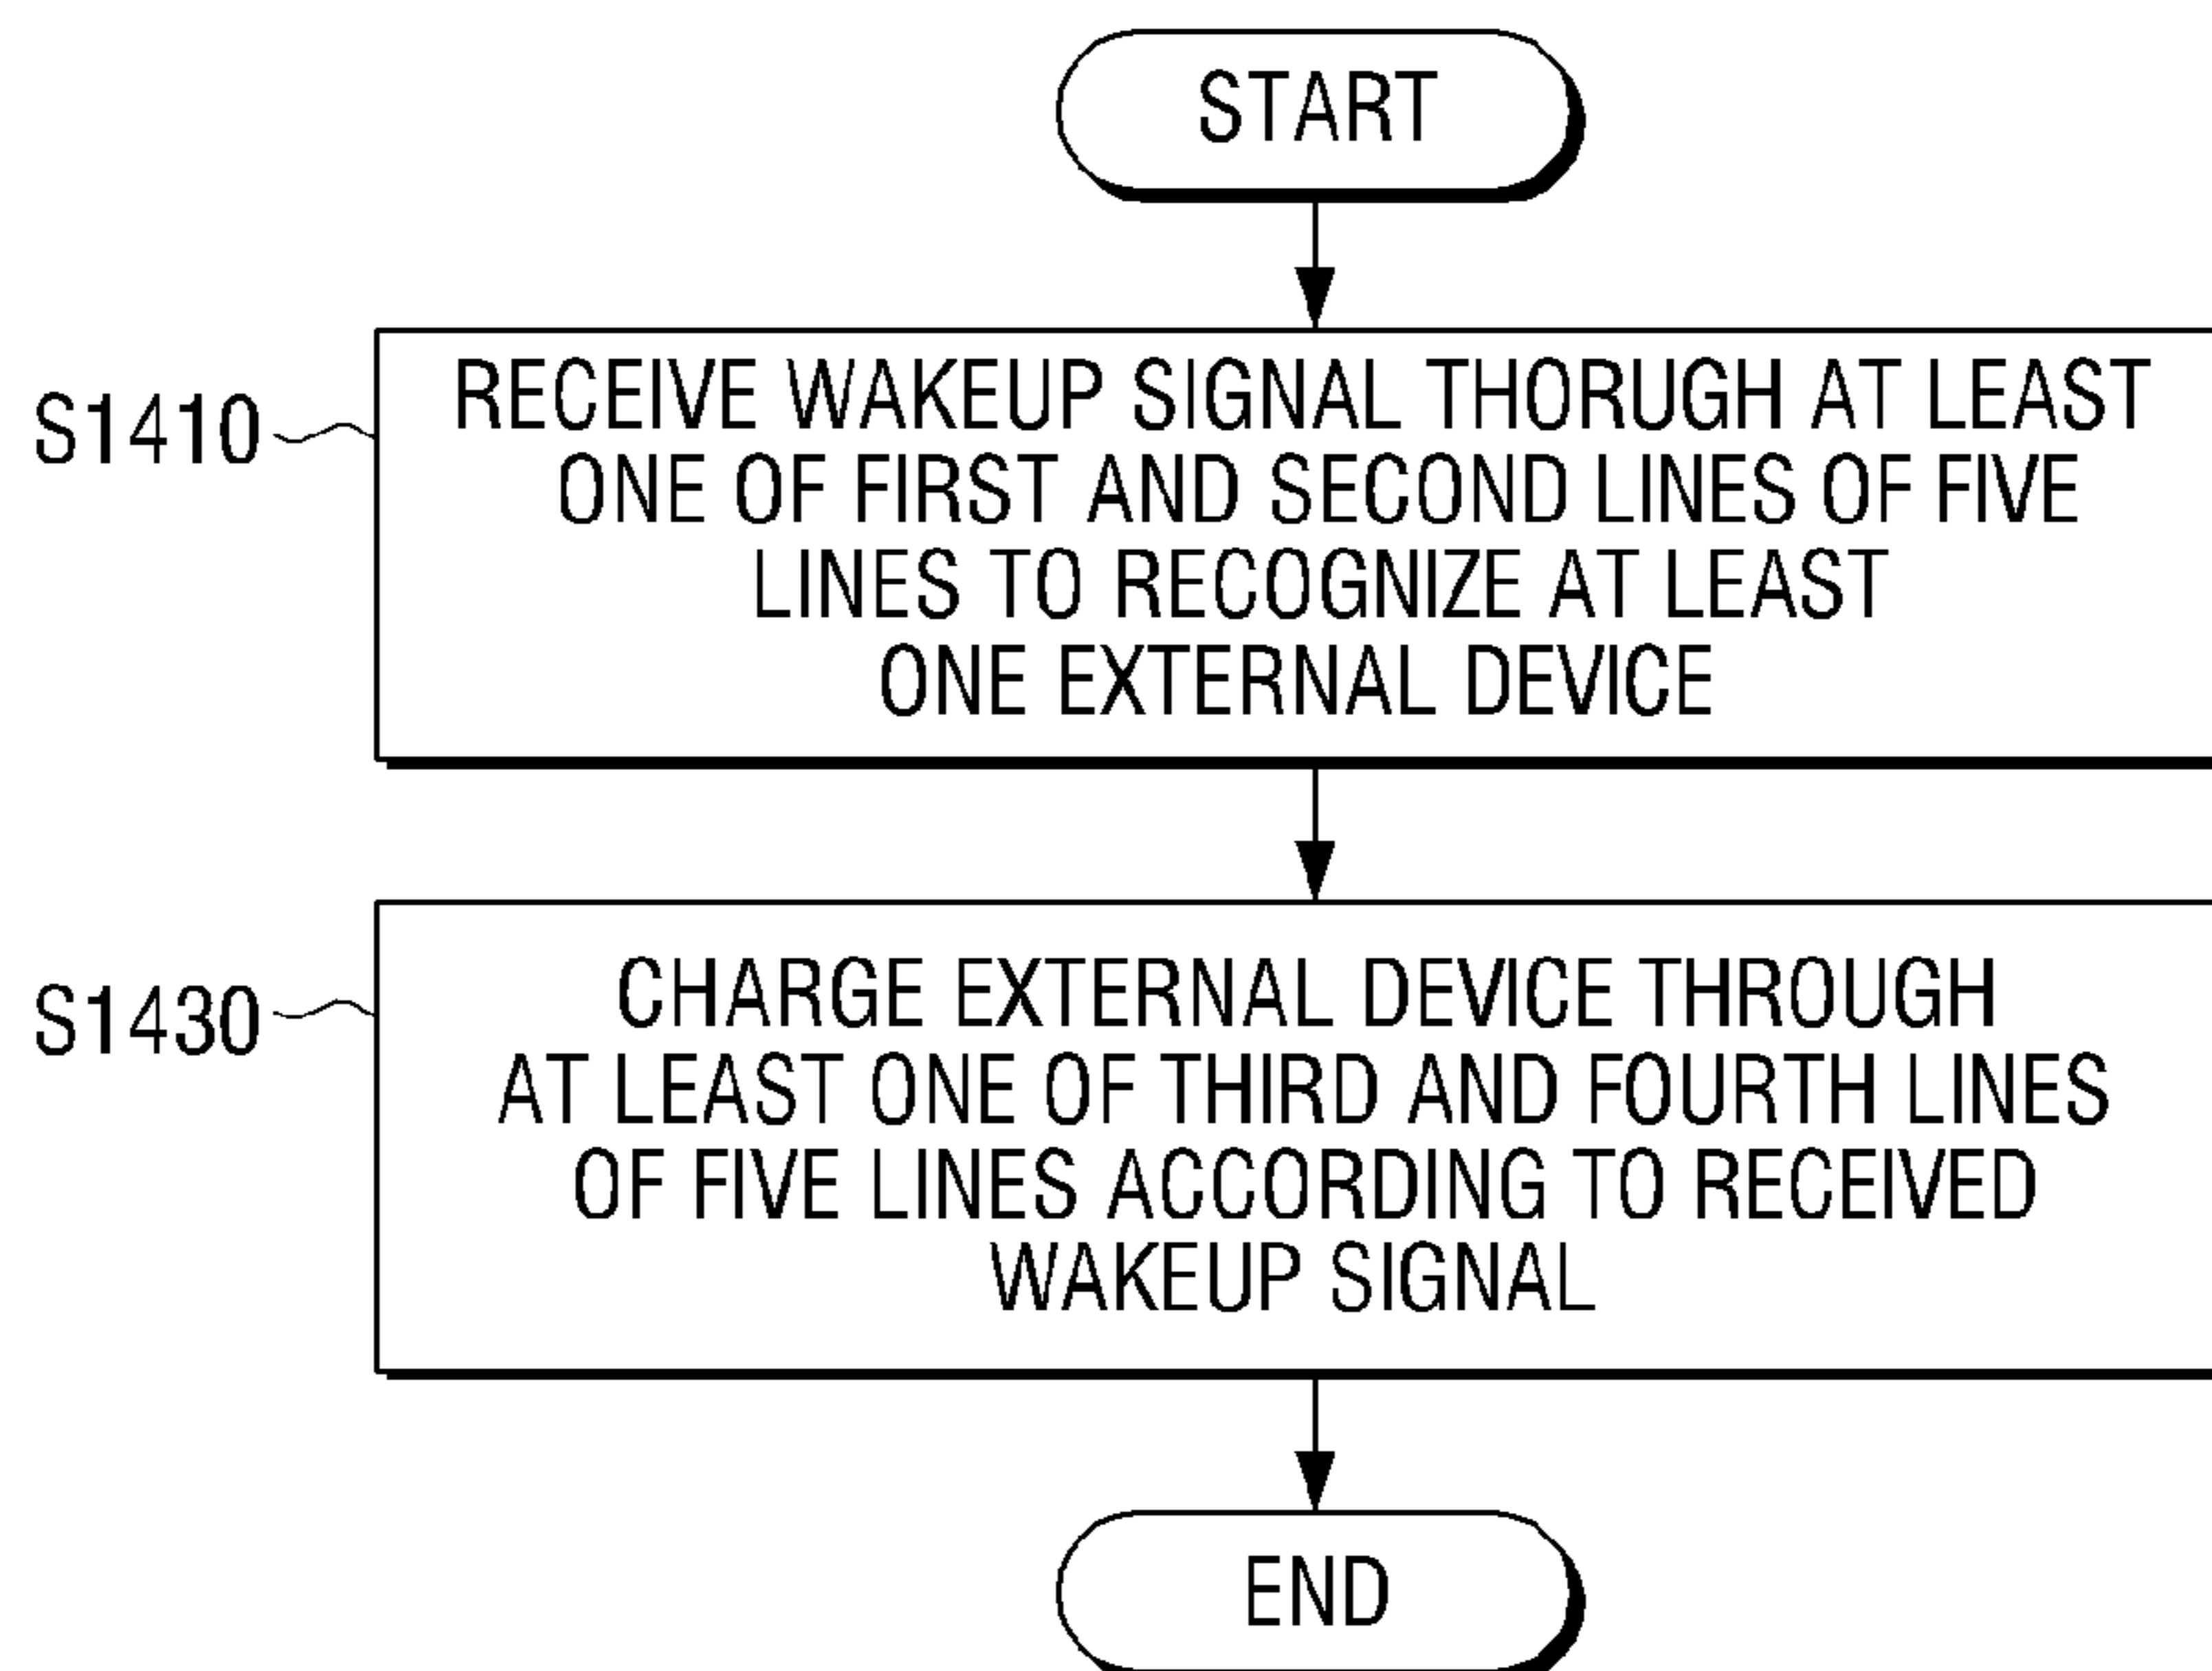 START
S1410
RECEIVE WAKEUP SIGNAL THORUGH AT LEAST
ONE OF FIRST AND SECOND LINES OF FIVE
LINES TO RECOGNIZE AT LEAST
ONE EXTERNAL DEVICE
S1430
CHARGE EXTERNAL DEVICE THROUGH
AT LEAST ONE OF THIRD AND FOURTH LINES
OF FIVE LINES ACCORDING TO RECEIVED
WAKEUP SIGNAL
END